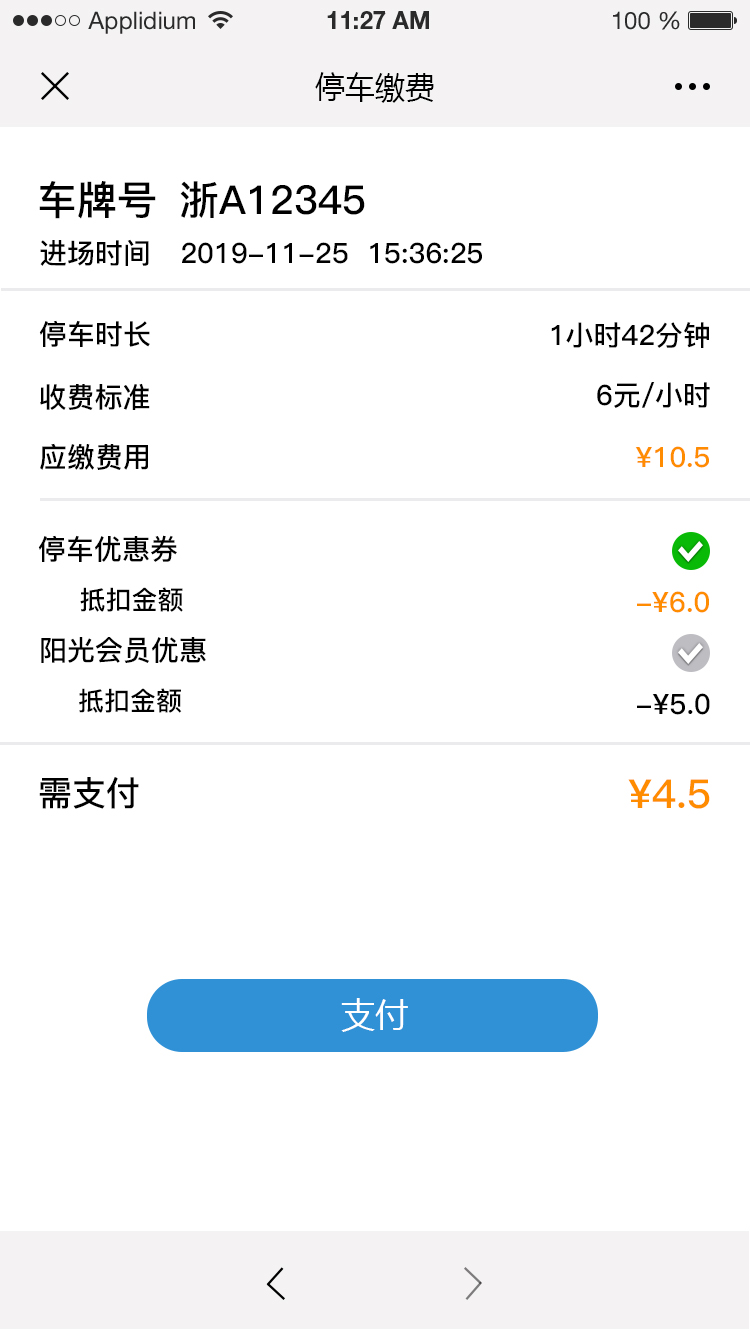 Applidium 11:27 AM 100 %
停车缴费
车牌号 浙A12345
进场时间 2019-11-25 15:36:25
停车时长 1小时42分钟
收费标准 6元/小时
应缴费用 ¥10.5
停车优惠券
抵扣金额 -¥6.0
阳光会员优惠
抵扣金额 -¥5.0
需支付 ¥4.5
支付